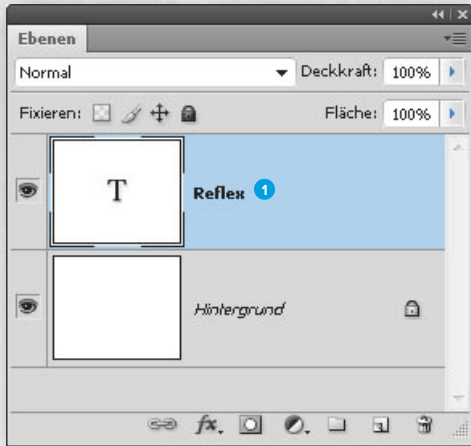 Ebenen
Normal Deckkraft: 100%
Fixieren: Fläche: 100%
T Reflex 1
Hintergrund
fx.